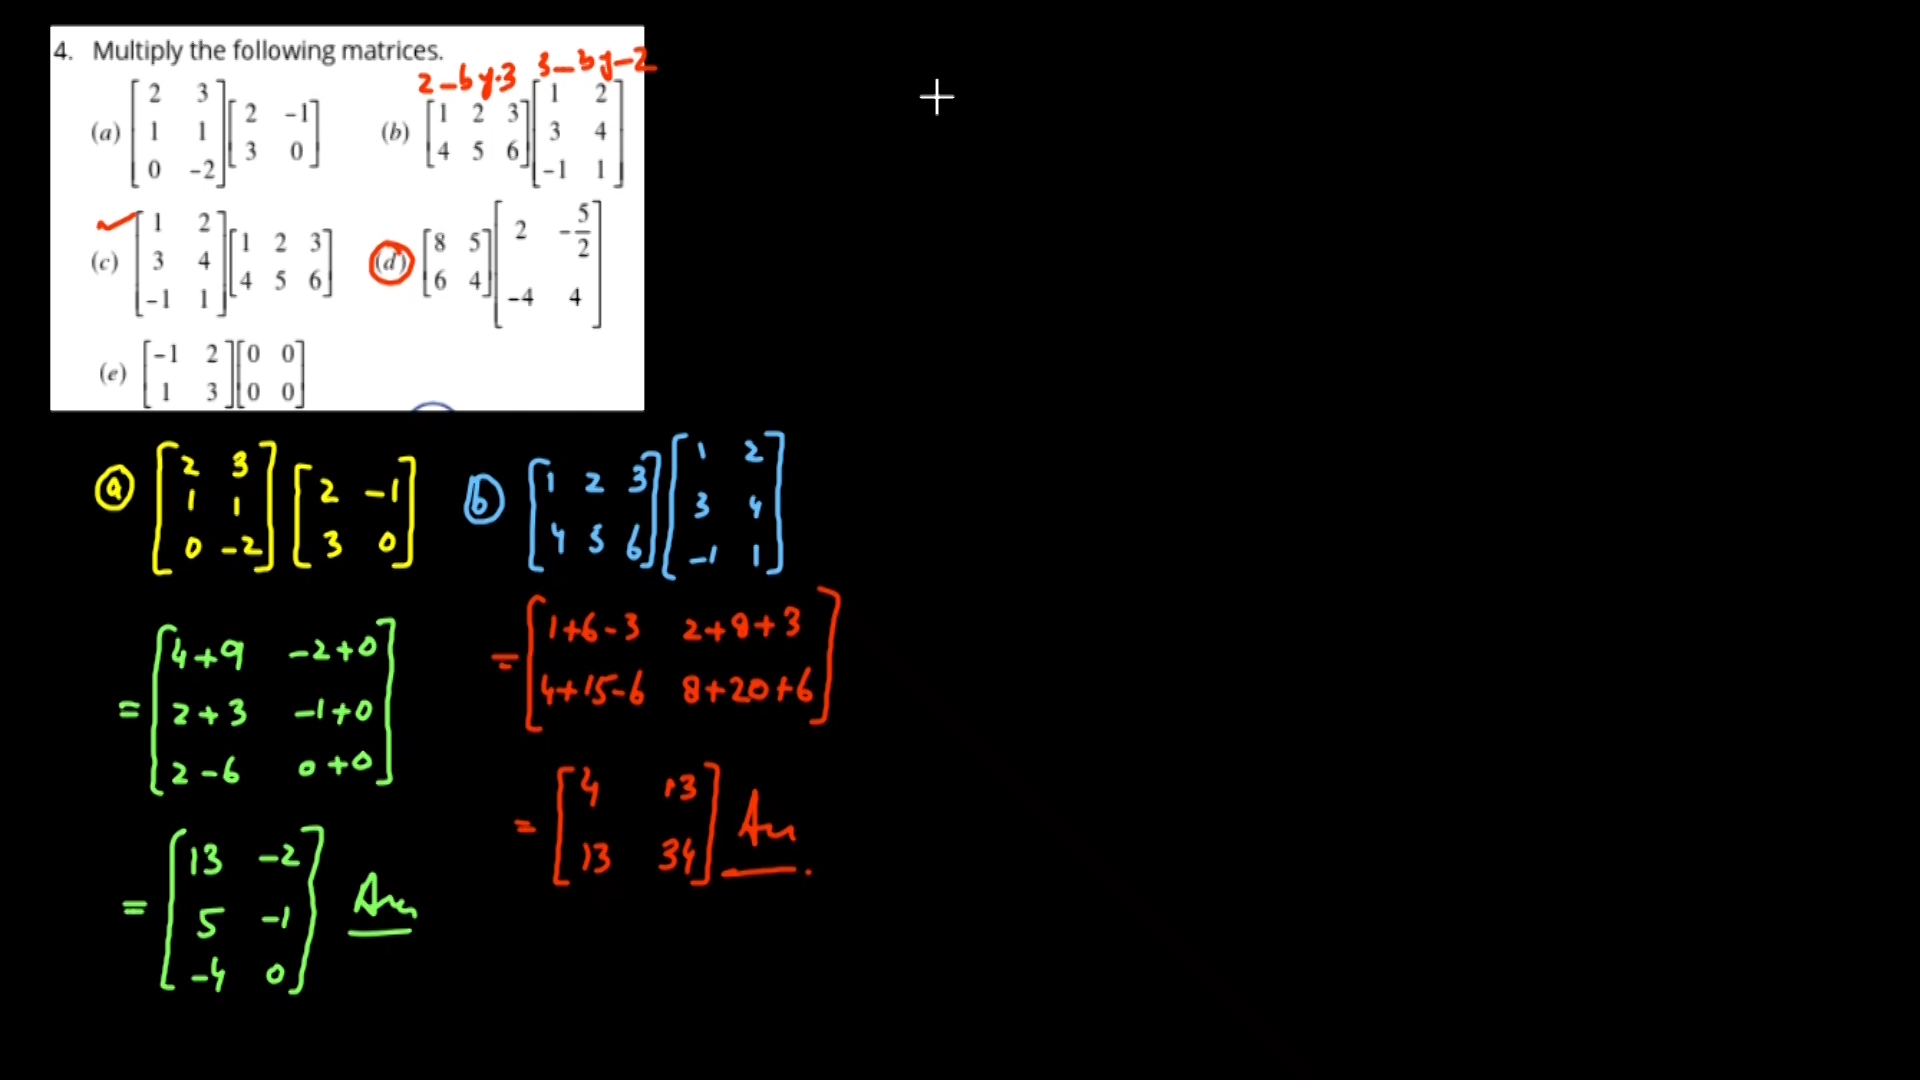 4. Multiply the following matrices.
2-by-3 3-by-2
(a) [2 3; 1 1; 0 -2] [2 -1; 3 0]
(b) [1 2 3; 4 5 6] [1 2; 3 4; -1 1]
(c) [1 2; 3 4; -1 1] [1 2 3; 4 5 6]
(d) [8 5; 6 4] [2 -5/2; -4 4]
(e) [-1 2; 1 3] [0 0; 0 0]
(a) [2 3; 1 1; 0 -2] [2 -1; 3 0]
= [4+9 -2+0; 2+3 -1+0; 2-6 0+0]
= [13 -2; 5 -1; -4 0] Ans
(b) [1 2 3; 4 5 6] [1 2; 3 4; -1 1]
= [1+6-3 2+8+3; 4+15-6 8+20+6]
= [4 13; 13 34] An.